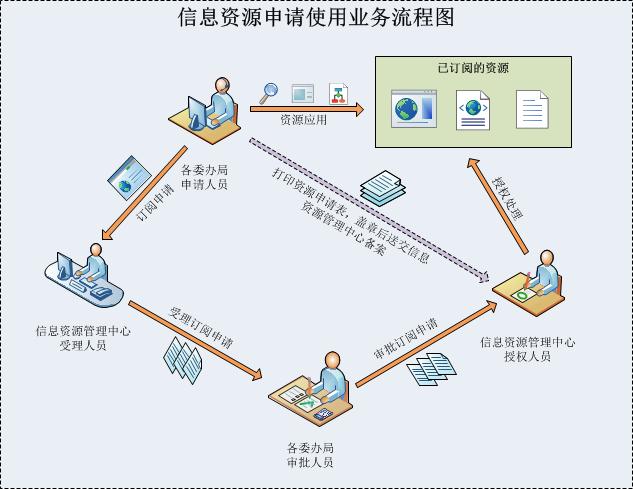 信息资源申请使用业务流程图
已订阅的资源
资源应用
各委办局
申请人员
订阅申请
打印资源申请表，盖章后送交信息
资源管理中心备案
授权处理
信息资源管理中心
受理人员
受理订阅申请
审批订阅申请
信息资源管理中心
授权人员
各委办局
审批人员